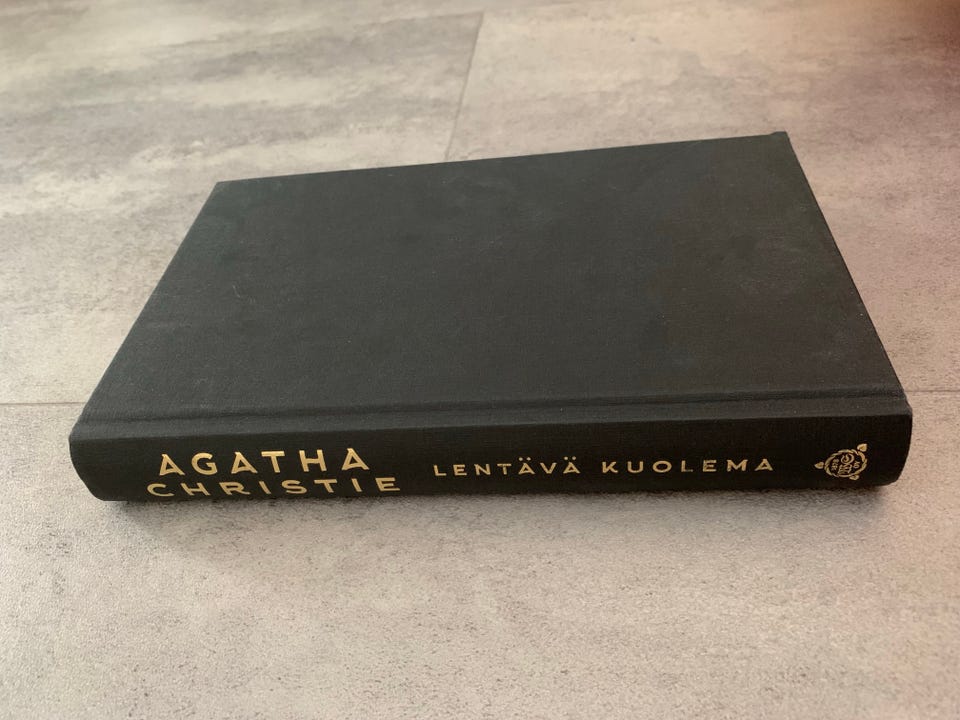 AGATHA
CHRISTIE
LENTÄVÄ KUOLEMA